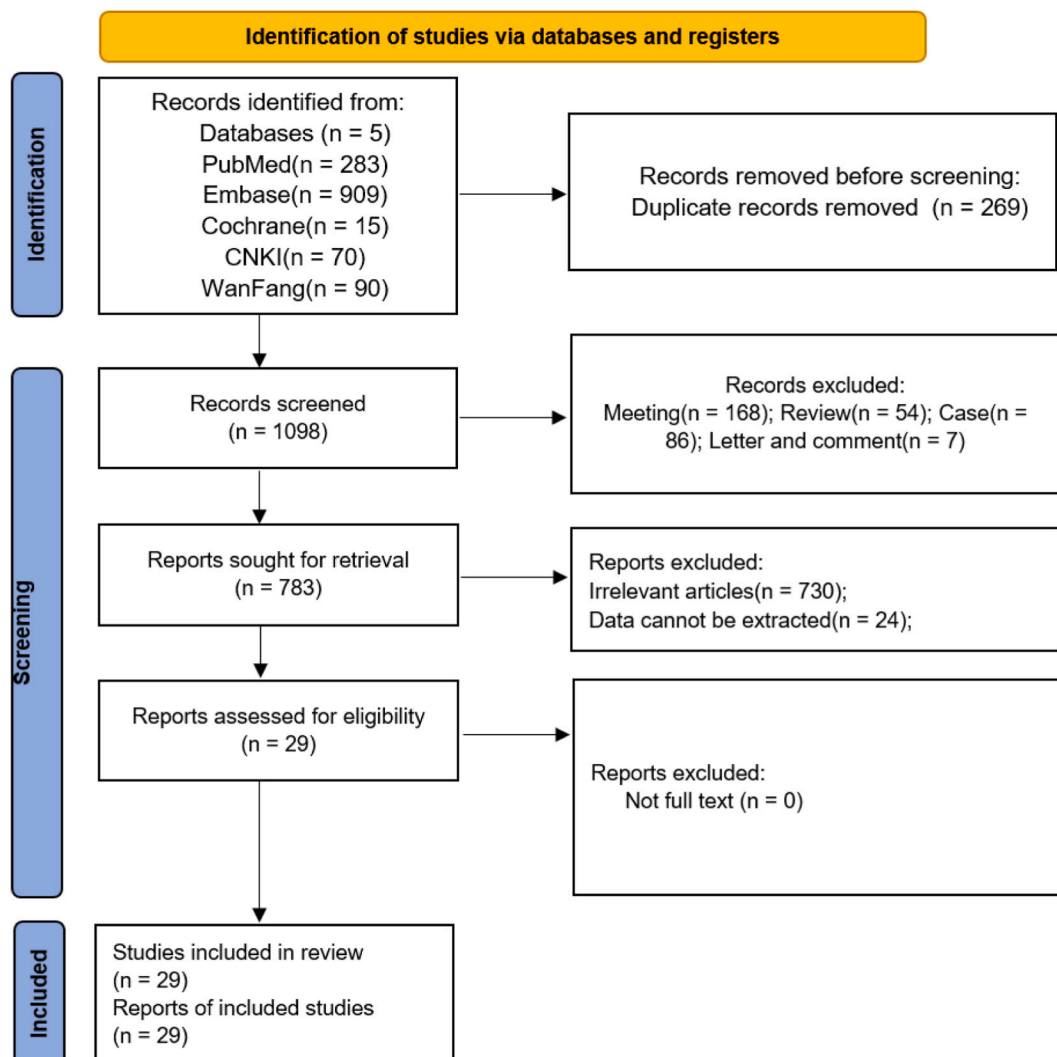 Identification of studies via databases and registers
Identification
Records identified from:
Databases (n = 5)
PubMed(n = 283)
Embase(n = 909)
Cochrane(n = 15)
CNKI(n = 70)
WanFang(n = 90)
Records removed before screening:
Duplicate records removed (n = 269)
Screening
Records screened
(n = 1098)
Records excluded:
Meeting(n = 168); Review(n = 54); Case(n =
86); Letter and comment(n = 7)
Reports sought for retrieval
(n = 783)
Reports excluded:
Irrelevant articles(n = 730);
Data cannot be extracted(n = 24);
Reports assessed for eligibility
(n = 29)
Reports excluded:
Not full text (n = 0)
Included
Studies included in review
(n = 29)
Reports of included studies
(n = 29)